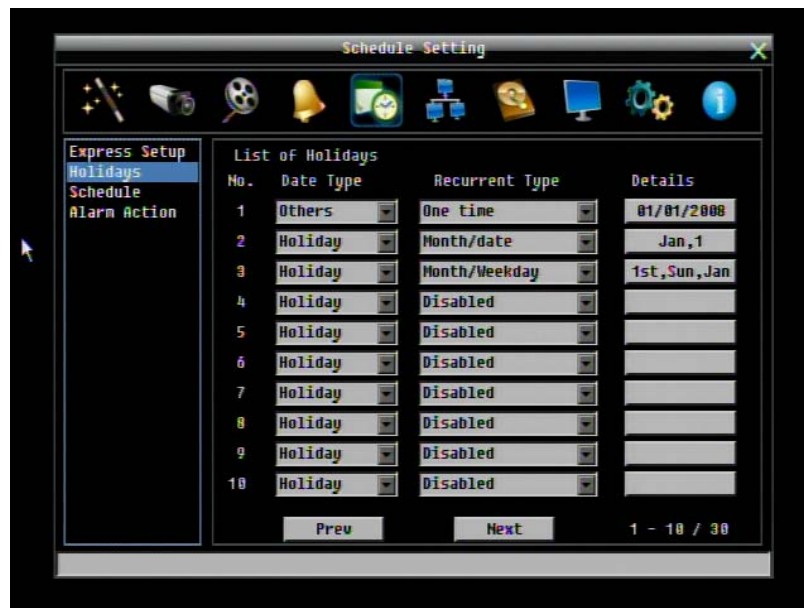 Schedule Setting
X
Express Setup
Holidays
Schedule
Alarm Action
List of Holidays
No. Date Type Recurrent Type Details
1 Others One time 01/01/2008
2 Holiday Month/date Jan,1
3 Holiday Month/Weekday 1st,Sun,Jan
4 Holiday Disabled
5 Holiday Disabled
6 Holiday Disabled
7 Holiday Disabled
8 Holiday Disabled
9 Holiday Disabled
10 Holiday Disabled
Prev Next 1 - 10 / 30